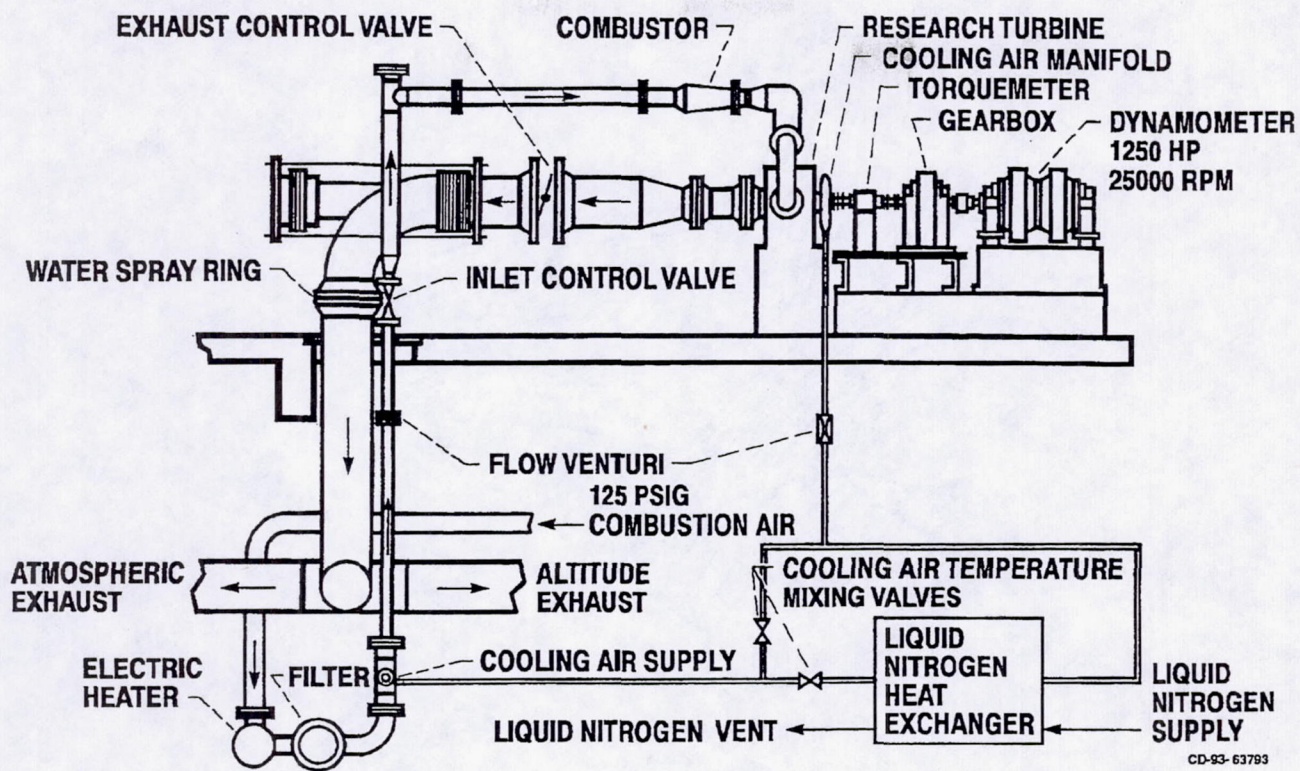 EXHAUST CONTROL VALVE
COMBUSTOR
RESEARCH TURBINE
COOLING AIR MANIFOLD
TORQUEMETER
GEARBOX
DYNAMOMETER
1250 HP
25000 RPM
WATER SPRAY RING
INLET CONTROL VALVE
FLOW VENTURI
125 PSIG
COMBUSTION AIR
ATMOSPHERIC
EXHAUST
ALTITUDE
EXHAUST
COOLING AIR TEMPERATURE
MIXING VALVES
ELECTRIC
HEATER
FILTER
COOLING AIR SUPPLY
LIQUID
NITROGEN
HEAT
EXCHANGER
LIQUID
NITROGEN
SUPPLY
LIQUID NITROGEN VENT
CD-93-63793